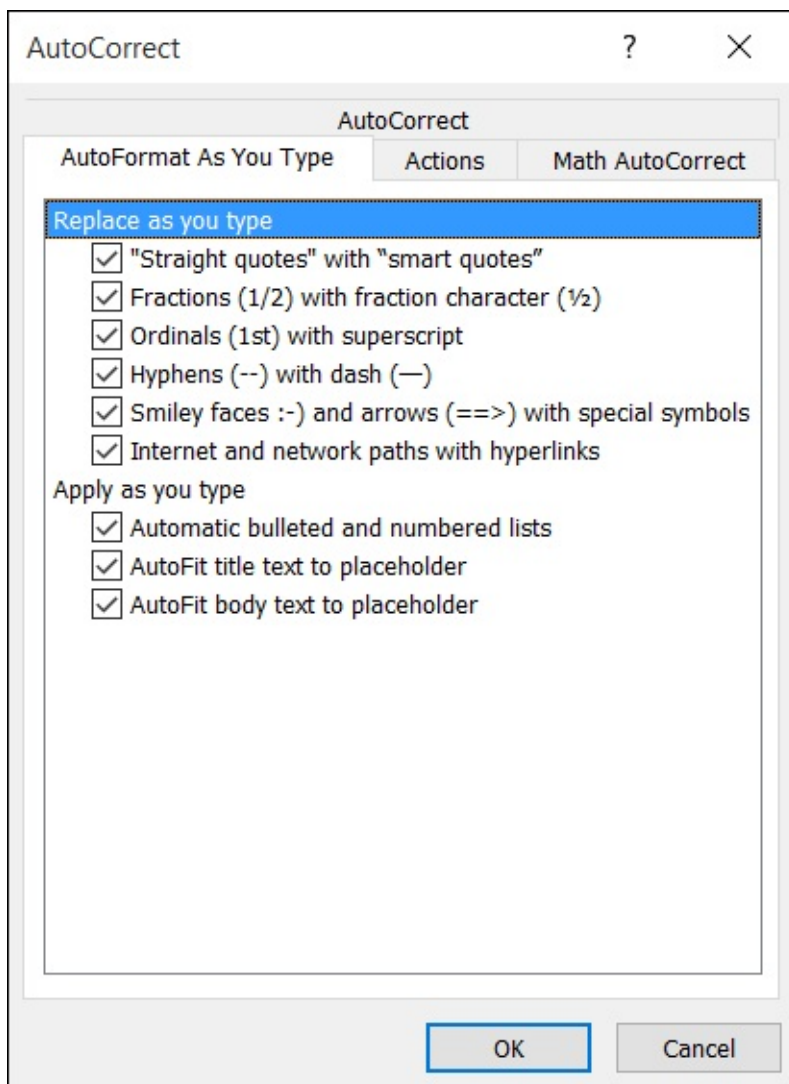 AutoCorrect ? ×
AutoCorrect
AutoFormat As You Type Actions Math AutoCorrect
Replace as you type
"Straight quotes" with “smart quotes”
Fractions (1/2) with fraction character (½)
Ordinals (1st) with superscript
Hyphens (--) with dash (—)
Smiley faces :-) and arrows (==>) with special symbols
Internet and network paths with hyperlinks
Apply as you type
Automatic bulleted and numbered lists
AutoFit title text to placeholder
AutoFit body text to placeholder
OK Cancel